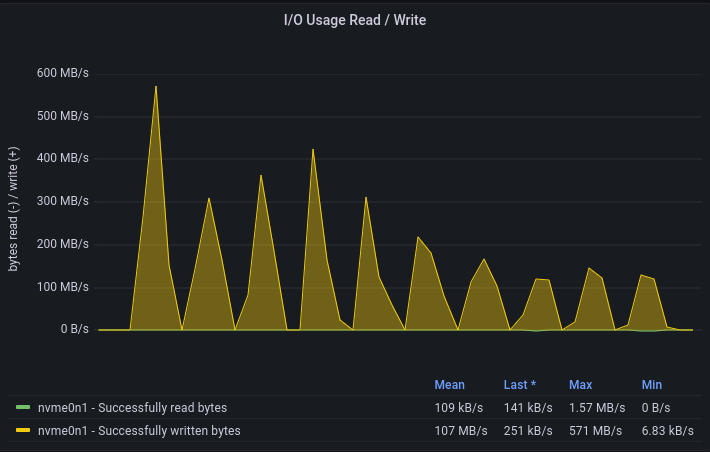 I/O Usage Read / Write
bytes read (-) / write (+)
600 MB/s
500 MB/s
400 MB/s
300 MB/s
200 MB/s
100 MB/s
0 B/s
Mean Last * Max Min
nvme0n1 - Successfully read bytes 109 kB/s 141 kB/s 1.57 MB/s 0 B/s
nvme0n1 - Successfully written bytes 107 MB/s 251 kB/s 571 MB/s 6.83 kB/s